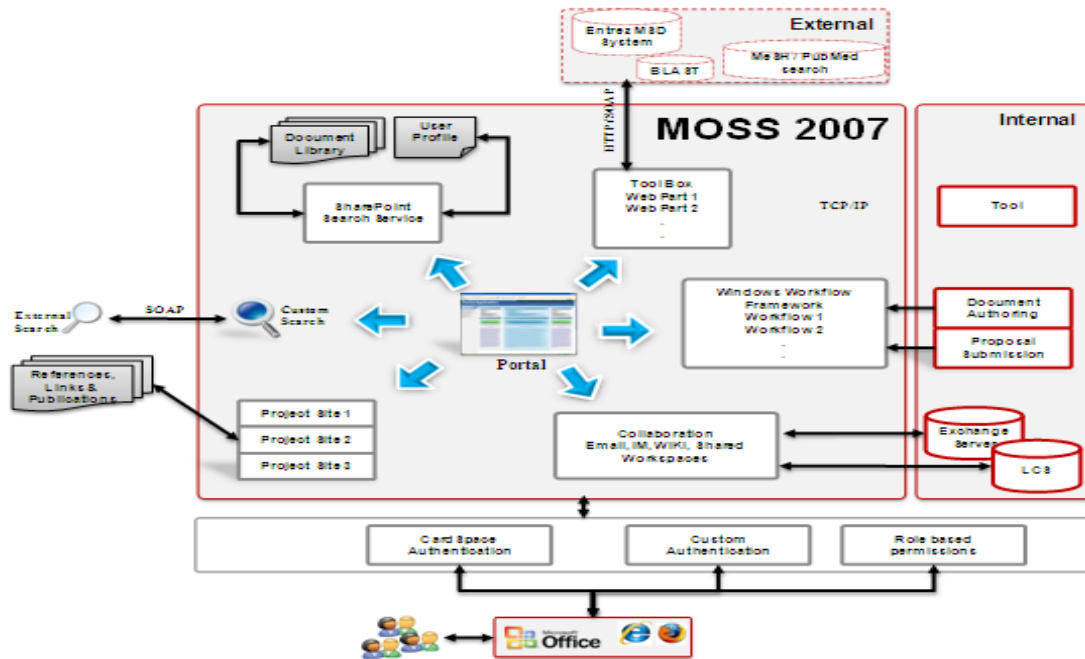 External
Entrez MSD
System
BLAST
MeSH / PubMed
search
HTTP/SOAP
MOSS 2007
Internal
Document
Library
User
Profile
SharePoint
Search Service
Tool Box
Web Part 1
Web Part 2
-
-
TCP/IP
Tool
External
Search
SOAP
Custom
Search
Portal
Windows Workflow
Framework
Workflow 1
Workflow 2
-
-
Document
Authoring
Proposal
Submission
References,
Links &
Publications
Project Site 1
Project Site 2
Project Site 3
Collaboration
Email, IM, WIKI, Shared
Workspaces
Exchange
Server
LCS
CardSpace
Authentication
Custom
Authentication
Role based
permissions
Microsoft
Office